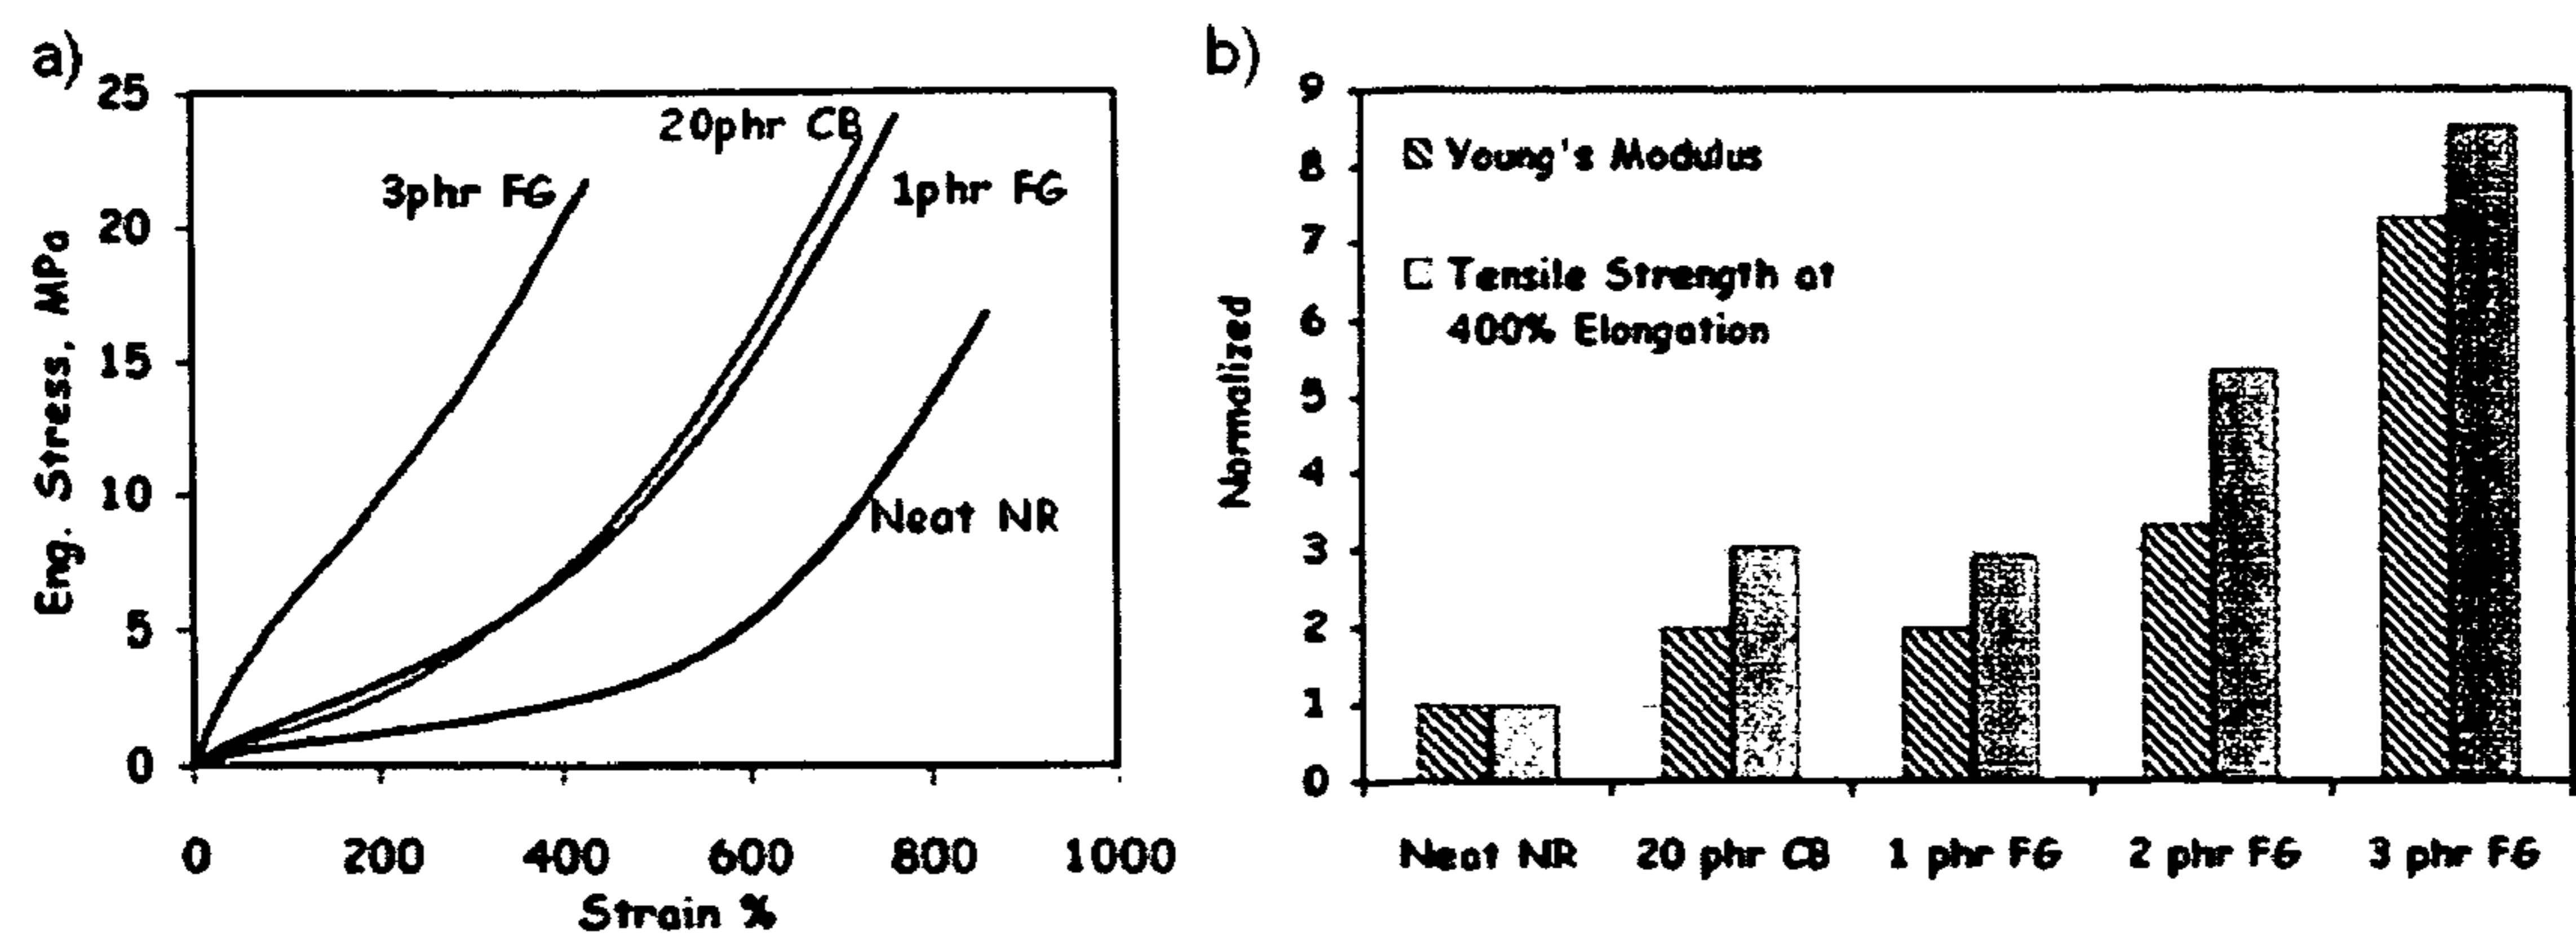 a)
25
20
15
10
5
0
Eng. Stress, MPa
3phr FG
20phr CB
1phr FG
Neat NR
0 200 400 600 800 1000
Strain %
b)
9
8
7
6
5
4
3
2
1
0
Normalized
Young's Modulus
Tensile Strength at
400% Elongation
Neat NR 20 phr CB 1 phr FG 2 phr FG 3 phr FG